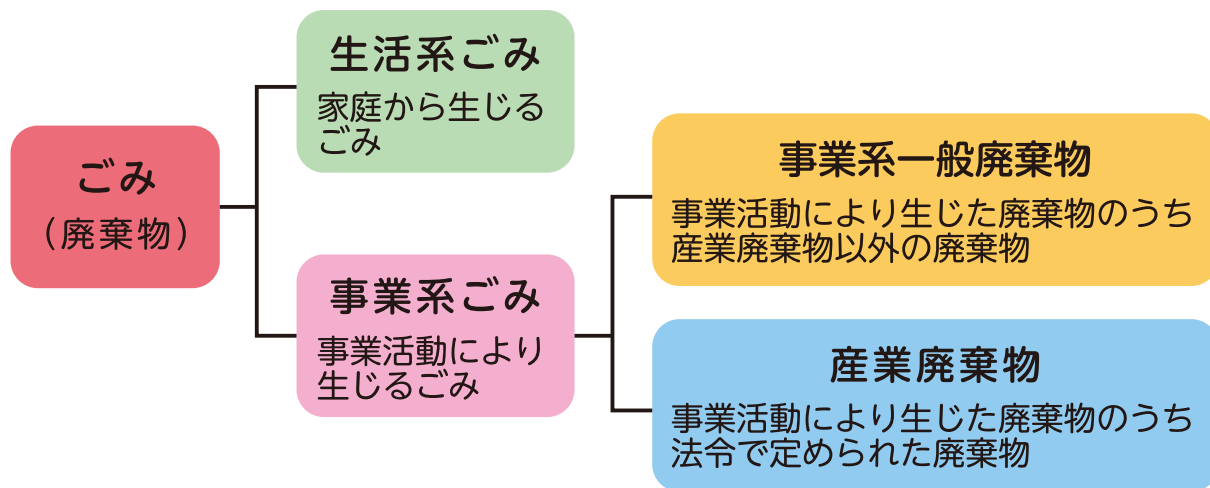 ごみ
（廃棄物）
生活系ごみ
家庭から生じる
ごみ
事業系ごみ
事業活動により
生じるごみ
事業系一般廃棄物
事業活動により生じた廃棄物のうち
産業廃棄物以外の廃棄物
産業廃棄物
事業活動により生じた廃棄物のうち
法令で定められた廃棄物